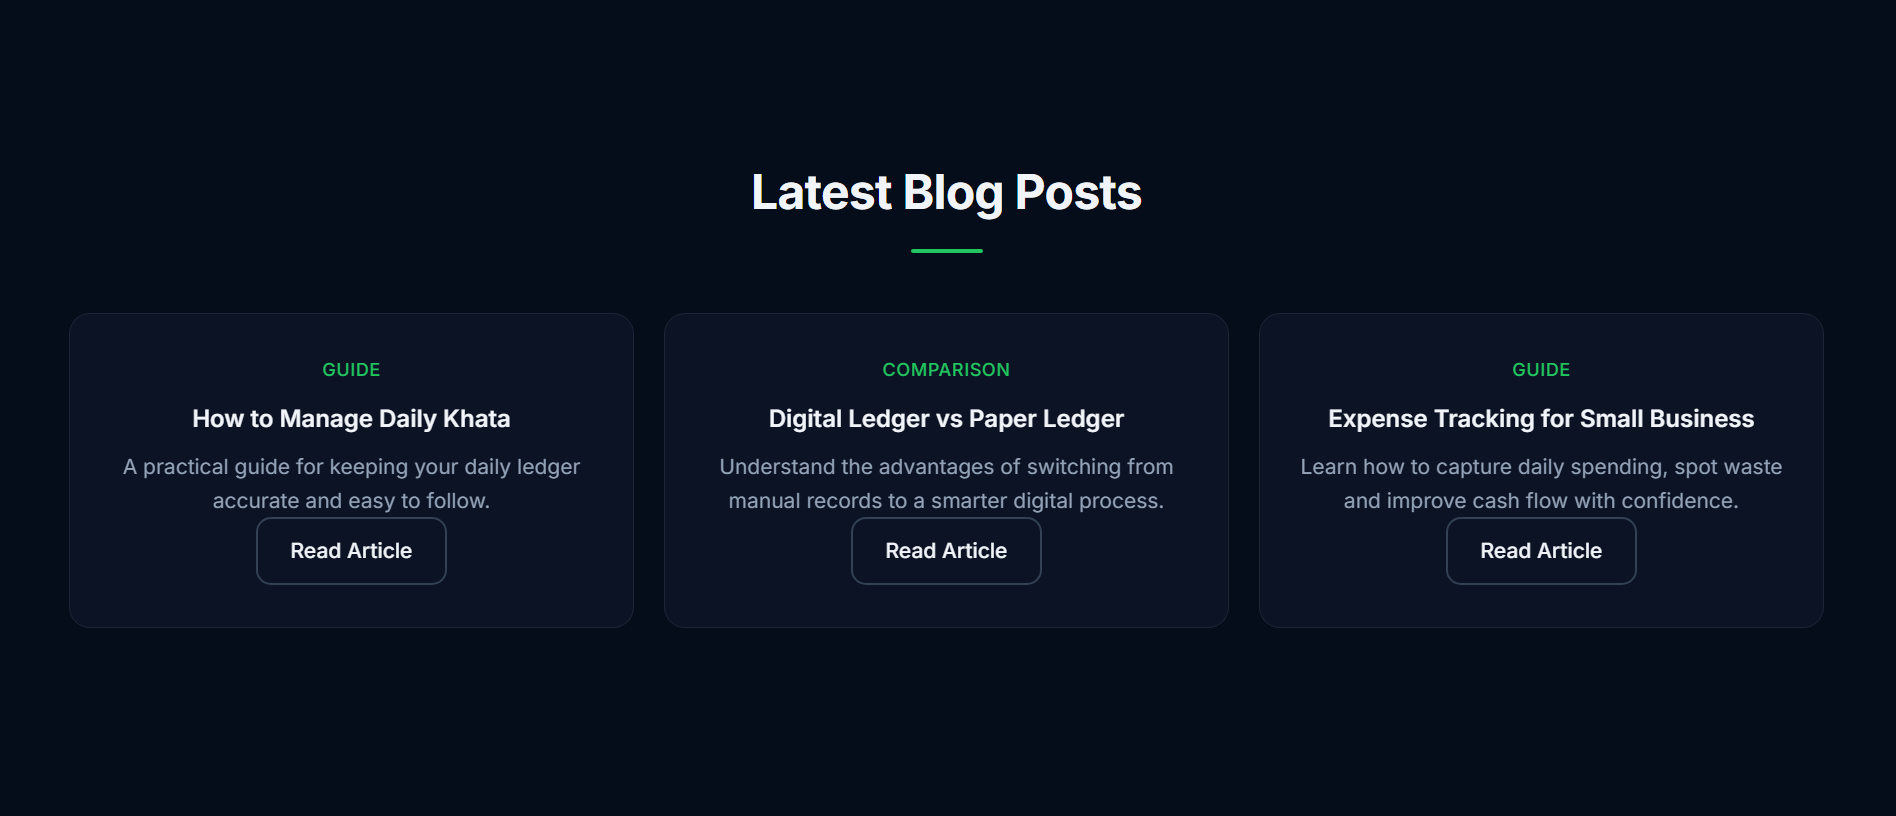 Latest Blog Posts
GUIDE
How to Manage Daily Khata
A practical guide for keeping your daily ledger
accurate and easy to follow.
Read Article
COMPARISON
Digital Ledger vs Paper Ledger
Understand the advantages of switching from
manual records to a smarter digital process.
Read Article
GUIDE
Expense Tracking for Small Business
Learn how to capture daily spending, spot waste
and improve cash flow with confidence.
Read Article